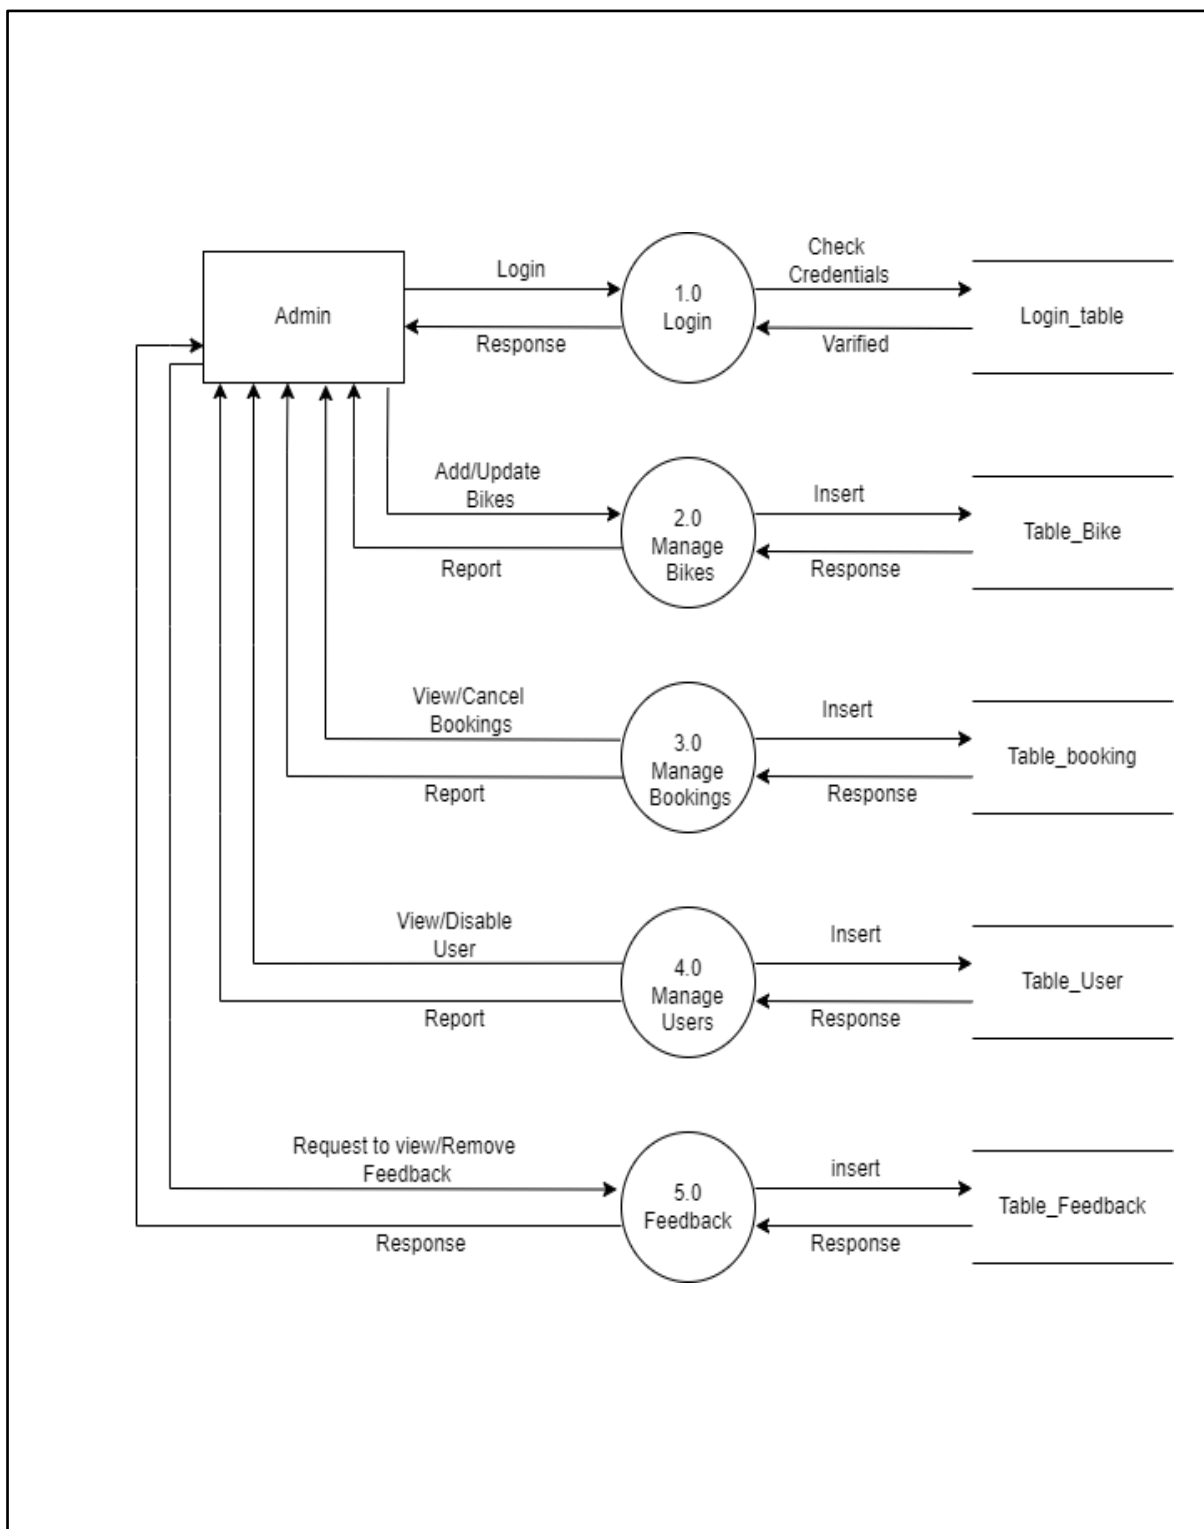 Admin
Login
Response
1.0
Login
Check
Credentials
Varified
Login_table
Add/Update
Bikes
Report
2.0
Manage
Bikes
Insert
Response
Table_Bike
View/Cancel
Bookings
Report
3.0
Manage
Bookings
Insert
Response
Table_booking
View/Disable
User
Report
4.0
Manage
Users
Insert
Response
Table_User
Request to view/Remove
Feedback
Response
5.0
Feedback
insert
Response
Table_Feedback